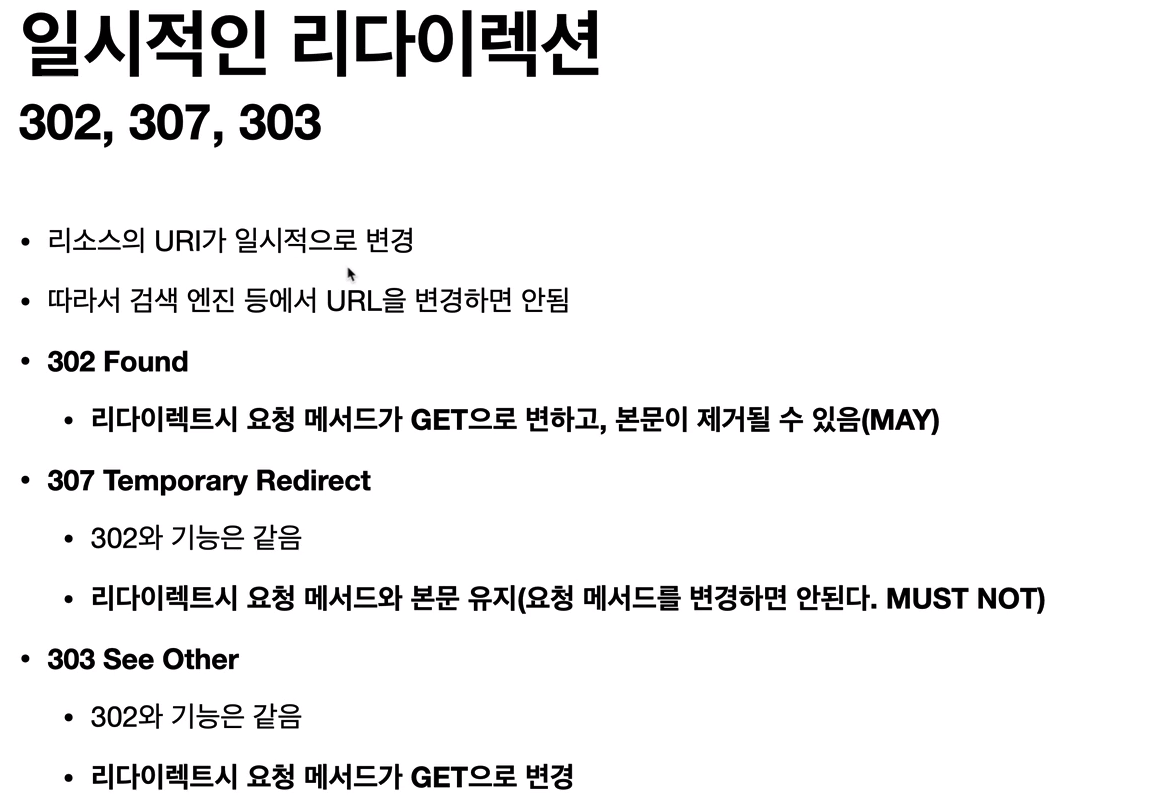 일시적인 리다이렉션
302, 307, 303
• 리소스의 URI가 일시적으로 변경
• 따라서 검색 엔진 등에서 URL을 변경하면 안됨
• 302 Found
• 리다이렉트시 요청 메서드가 GET으로 변하고, 본문이 제거될 수 있음(MAY)
• 307 Temporary Redirect
• 302와 기능은 같음
• 리다이렉트시 요청 메서드와 본문 유지(요청 메서드를 변경하면 안된다. MUST NOT)
• 303 See Other
• 302와 기능은 같음
• 리다이렉트시 요청 메서드가 GET으로 변경